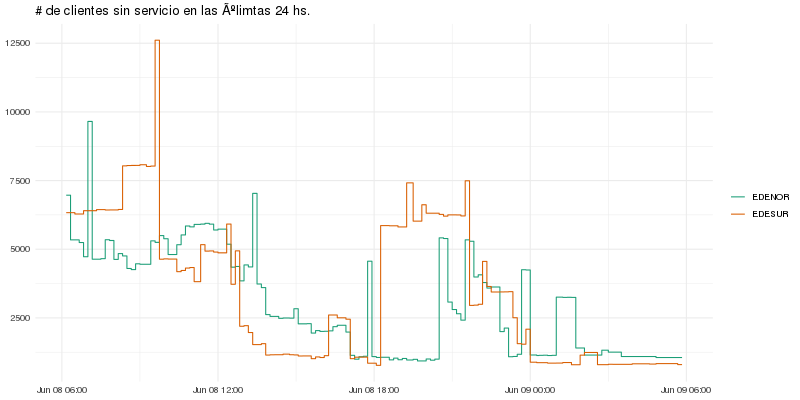 # de clientes sin servicio en las Ãºlimtas 24 hs.
12500
10000
7500
5000
2500
Jun 08 06:00
Jun 08 12:00
Jun 08 18:00
Jun 09 00:00
Jun 09 06:00
EDENOR
EDESUR